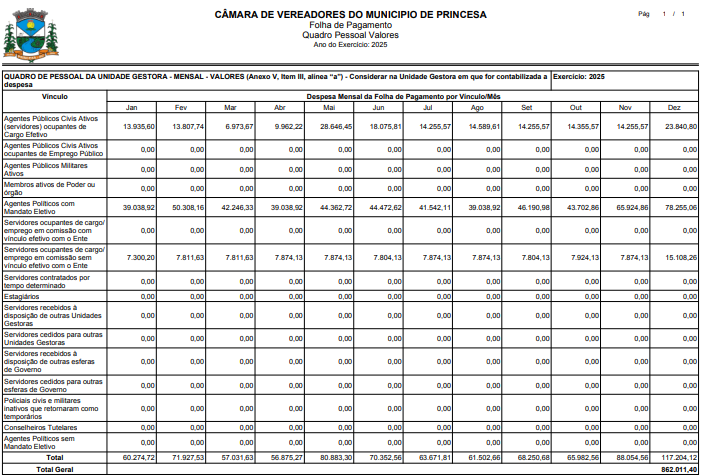 CÂMARA DE VEREADORES DO MUNICIPIO DE PRINCESA
Pág 1 / 1
Folha de Pagamento
Quadro Pessoal Valores
Ano do Exercício: 2025
QUADRO DE PESSOAL DA UNIDADE GESTORA - MENSAL - VALORES (Anexo V, Item III, alínea "a") - Considerar na Unidade Gestora em que for contabilizada a despesa Exercício: 2025
Vínculo Despesa Mensal da Folha de Pagamento por Vínculo/Mês
Jan Fev Mar Abr Mai Jun Jul Ago Set Out Nov Dez
Agentes Públicos Civis Ativos (servidores) ocupantes de Cargo Efetivo 13.935,60 13.807,74 6.973,67 9.962,22 28.646,45 18.075,81 14.255,57 14.589,61 14.255,57 14.355,57 14.255,57 23.840,80
Agentes Públicos Civis Ativos ocupantes de Emprego Público 0,00 0,00 0,00 0,00 0,00 0,00 0,00 0,00 0,00 0,00 0,00 0,00
Agentes Públicos Militares Ativos 0,00 0,00 0,00 0,00 0,00 0,00 0,00 0,00 0,00 0,00 0,00 0,00
Membros ativos de Poder ou órgão 0,00 0,00 0,00 0,00 0,00 0,00 0,00 0,00 0,00 0,00 0,00 0,00
Agentes Políticos com Mandato Eletivo 39.038,92 50.308,16 42.246,33 39.038,92 44.362,72 44.472,62 41.542,11 39.038,92 46.190,98 43.702,86 65.924,86 78.255,06
Servidores ocupantes de cargo/ emprego em comissão com vínculo efetivo com o Ente 0,00 0,00 0,00 0,00 0,00 0,00 0,00 0,00 0,00 0,00 0,00 0,00
Servidores ocupantes de cargo/ emprego em comissão sem vínculo efetivo com o Ente 7.300,20 7.811,63 7.811,63 7.874,13 7.874,13 7.804,13 7.874,13 7.874,13 7.804,13 7.924,13 7.874,13 15.108,26
Servidores contratados por tempo determinado 0,00 0,00 0,00 0,00 0,00 0,00 0,00 0,00 0,00 0,00 0,00 0,00
Estagiários 0,00 0,00 0,00 0,00 0,00 0,00 0,00 0,00 0,00 0,00 0,00 0,00
Servidores recebidos à disposição de outras Unidades Gestoras 0,00 0,00 0,00 0,00 0,00 0,00 0,00 0,00 0,00 0,00 0,00 0,00
Servidores cedidos para outras Unidades Gestoras 0,00 0,00 0,00 0,00 0,00 0,00 0,00 0,00 0,00 0,00 0,00 0,00
Servidores recebidos à disposição de outras esferas de Governo 0,00 0,00 0,00 0,00 0,00 0,00 0,00 0,00 0,00 0,00 0,00 0,00
Servidores cedidos para outras esferas de Governo 0,00 0,00 0,00 0,00 0,00 0,00 0,00 0,00 0,00 0,00 0,00 0,00
Policiais civis e militares inativos que retornaram como temporários 0,00 0,00 0,00 0,00 0,00 0,00 0,00 0,00 0,00 0,00 0,00 0,00
Conselheiros Tutelares 0,00 0,00 0,00 0,00 0,00 0,00 0,00 0,00 0,00 0,00 0,00 0,00
Agentes Políticos sem Mandato Eletivo 0,00 0,00 0,00 0,00 0,00 0,00 0,00 0,00 0,00 0,00 0,00 0,00
Total 60.274,72 71.927,53 57.031,63 56.875,27 80.883,30 70.352,56 63.671,81 61.502,66 68.250,68 65.982,56 88.054,56 117.204,12
Total Geral 862.011,40